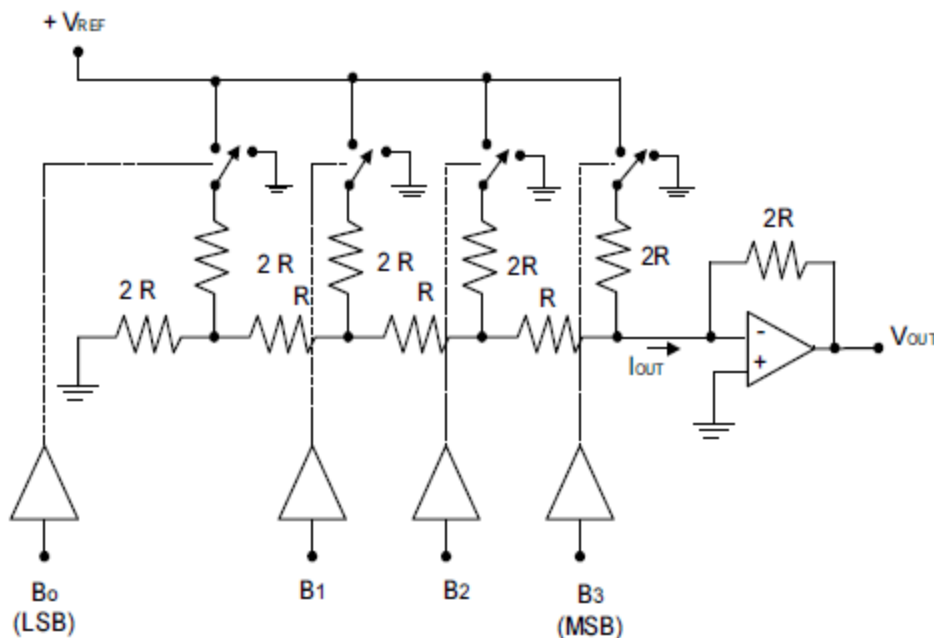 + VREF
2 R
2 R
2 R
2R
2R
2R
R
R
R
IOUT
-
+
VOUT
B0
(LSB)
B1
B2
B3
(MSB)